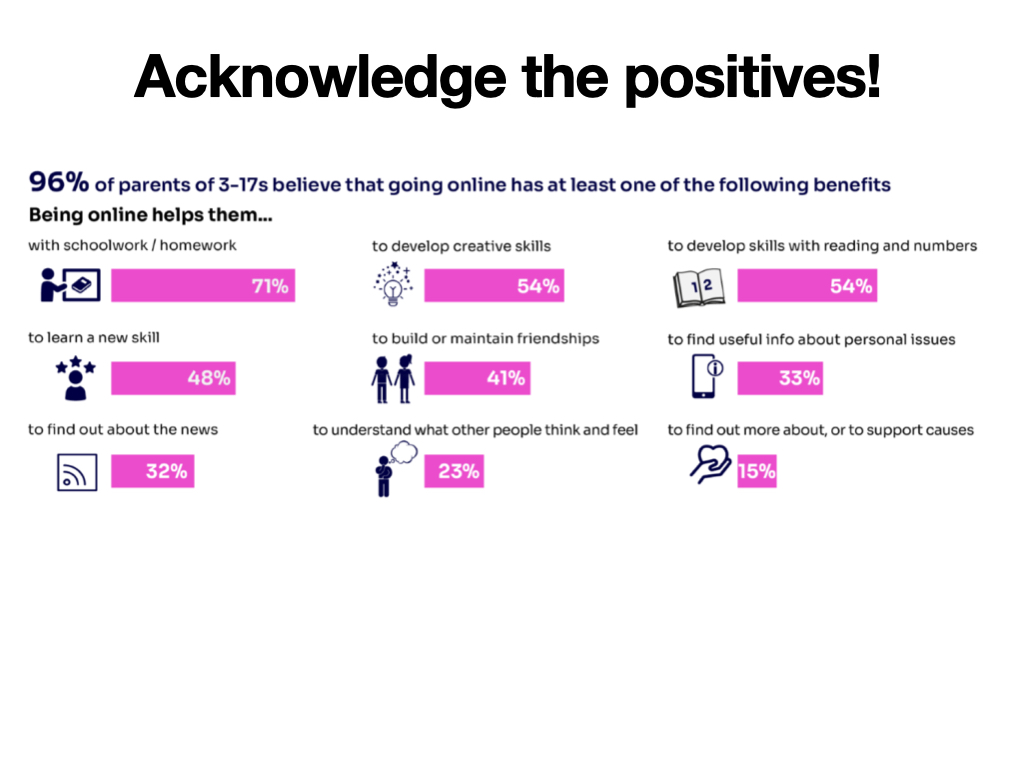 Acknowledge the positives!
96% of parents of 3-17s believe that going online has at least one of the following benefits
Being online helps them...
with schoolwork / homework
71%
to develop creative skills
54%
to develop skills with reading and numbers
1 2
54%
to learn a new skill
48%
to build or maintain friendships
41%
to find useful info about personal issues
i
33%
to find out about the news
32%
to understand what other people think and feel
23%
to find out more about, or to support causes
15%